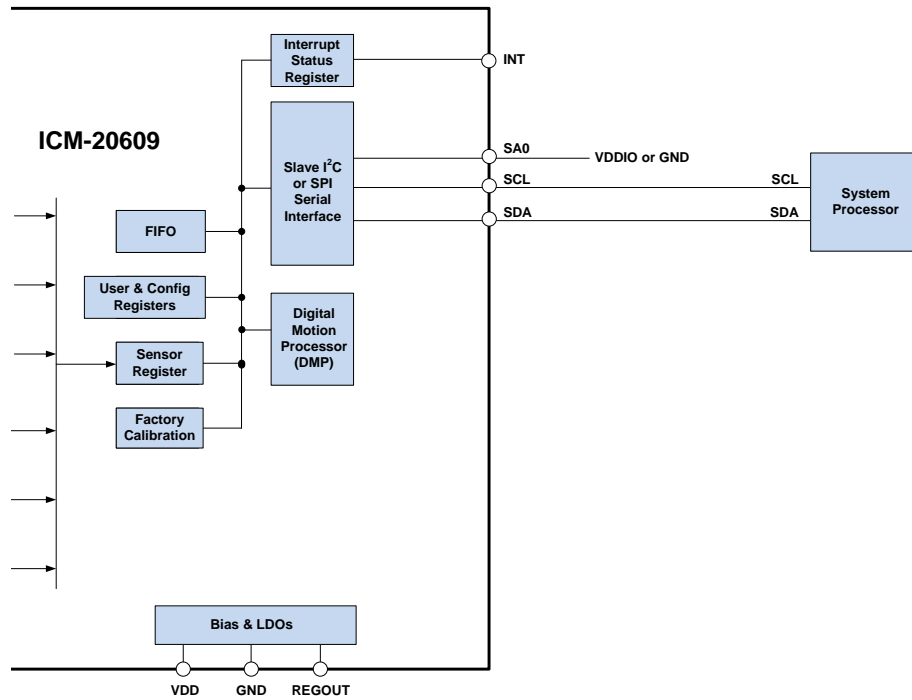 Interrupt
Status
Register
INT
ICM-20609
Slave I²C
or SPI
Serial
Interface
SA0
VDDIO or GND
SCL
SCL
SDA
SDA
System
Processor
FIFO
User & Config
Registers
Digital
Motion
Processor
(DMP)
Sensor
Register
Factory
Calibration
Bias & LDOs
VDD
GND
REGOUT